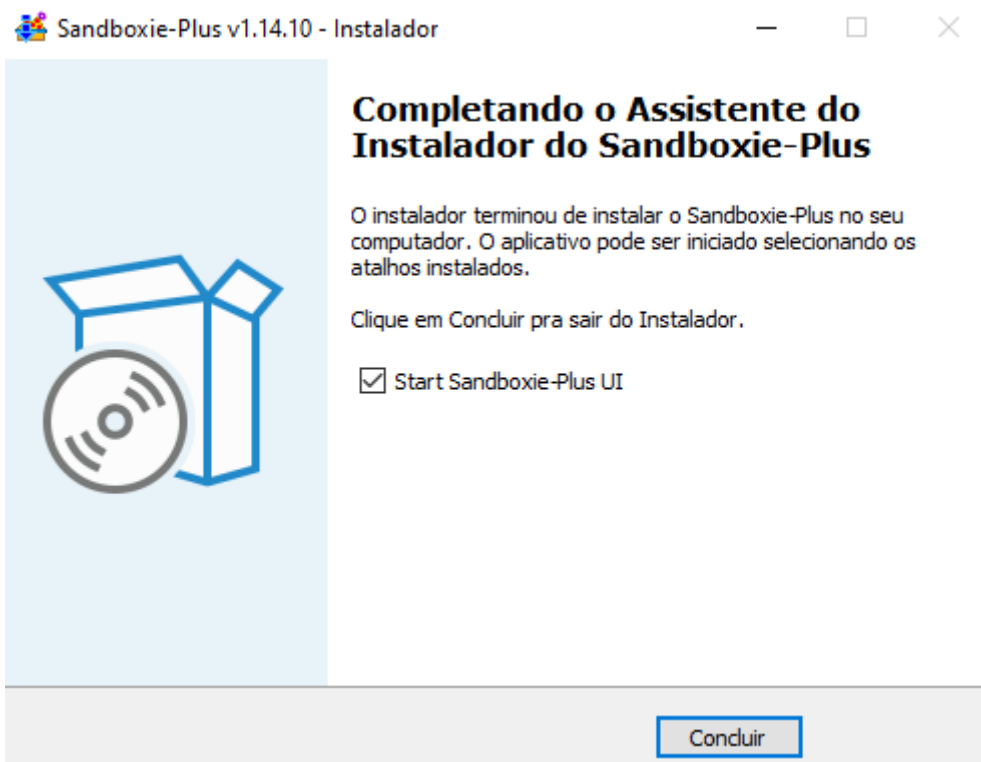 Sandboxie-Plus v1.14.10 - Instalador
Completando o Assistente do
Instalador do Sandboxie-Plus
O instalador terminou de instalar o Sandboxie-Plus no seu
computador. O aplicativo pode ser iniciado selecionando os
atalhos instalados.
Clique em Concluir pra sair do Instalador.
Start Sandboxie-Plus UI
Concluir